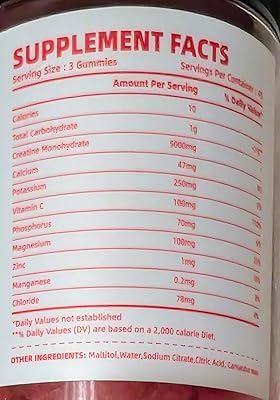 SUPPLEMENT FACTS
Serving Size : 3 Gummies Servings Per Container :
Amount Per Serving % Daily Value*
Calories 10
Total Carbohydrate 1g
Creatine Monohydrate 5000mg
Calcium 47mg
Potassium 250mg
Vitamin C 100mg
Phosphorus 70mg
Magnesium 100mg
Zinc 1mg
Manganese 0.2mg
Chloride 78mg
*Daily Values not established
**% Daily Values (DV) are based on a 2,000 calorie Diet.
OTHER INGREDIENTS: Maltitol,Water,Sodium Citrate,Citric Acid,